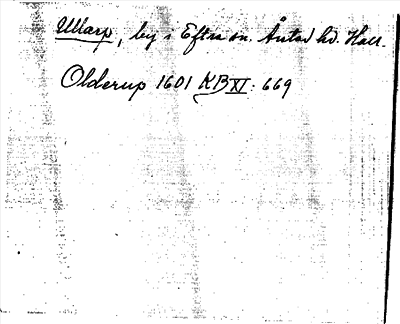 Ullarp, by i Eftra sn. Årstad hd. Hall.
Olderup 1601 KB XI: 669